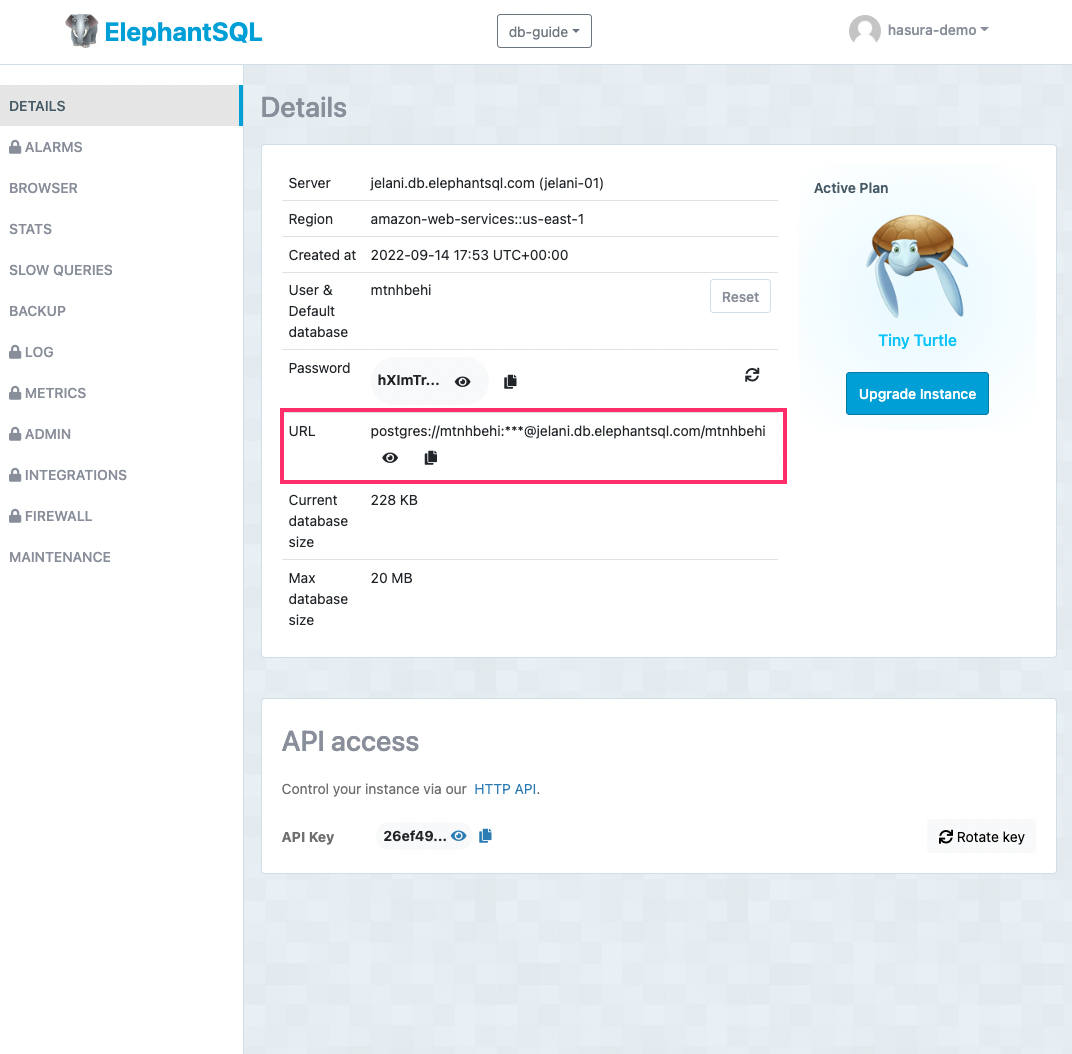 ElephantSQL
db-guide
hasura-demo
DETAILS
ALARMS
BROWSER
STATS
SLOW QUERIES
BACKUP
LOG
METRICS
ADMIN
INTEGRATIONS
FIREWALL
MAINTENANCE
Details
Server jelani.db.elephantsql.com (jelani-01)
Region amazon-web-services::us-east-1
Created at 2022-09-14 17:53 UTC+00:00
User & mtnhbehi Reset
Default
database
Password hXImTr...
URL postgres://mtnhbehi:***@jelani.db.elephantsql.com/mtnhbehi
Current 228 KB
database
size
Max 20 MB
database
size
Active Plan
Tiny Turtle
Upgrade Instance
API access
Control your instance via our HTTP API.
API Key 26ef49... Rotate key